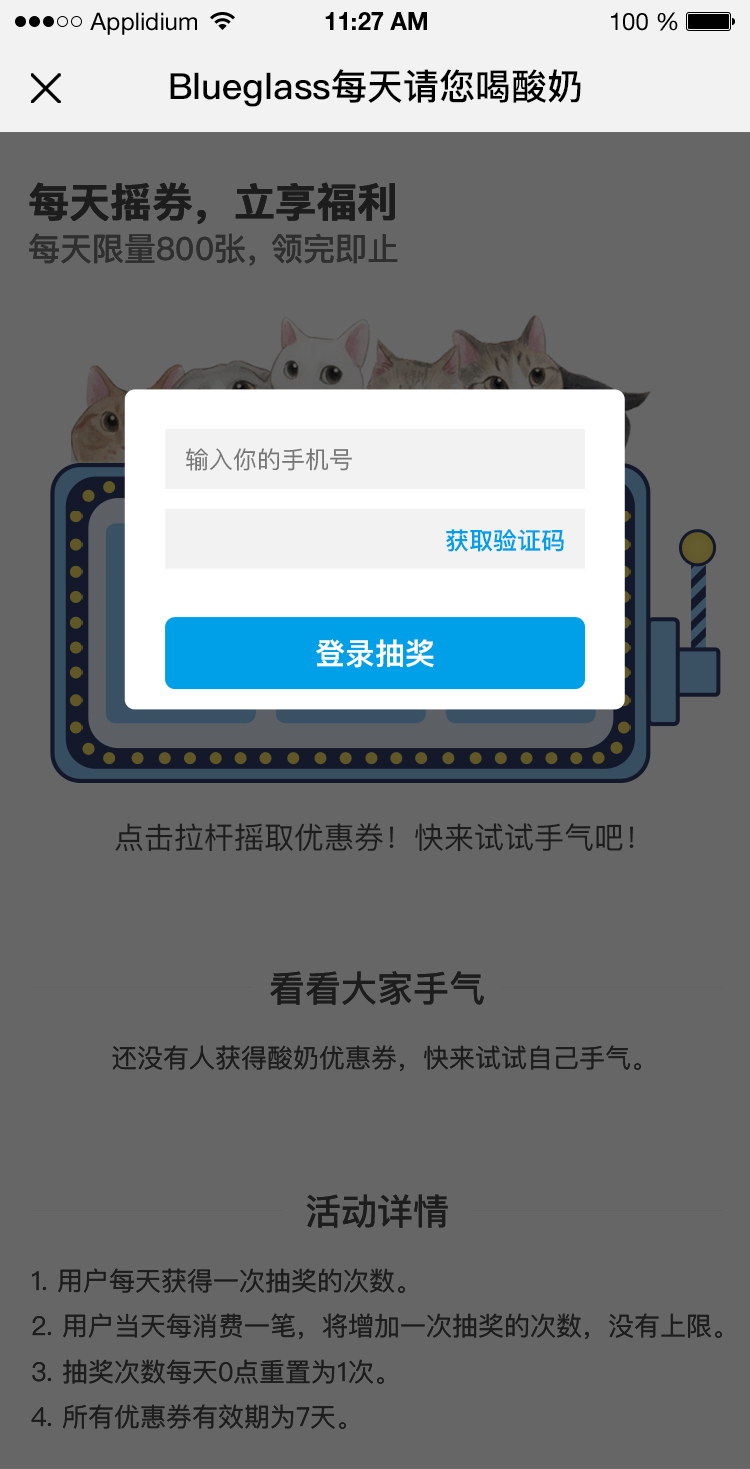 Applidium
11:27 AM
100 %
Blueglass每天请您喝酸奶
每天摇券，立享福利
每天限量800张, 领完即止
输入你的手机号
获取验证码
登录抽奖
点击拉杆摇取优惠券！快来试试手气吧！
看看大家手气
还没有人获得酸奶优惠券，快来试试自己手气。
活动详情
1. 用户每天获得一次抽奖的次数。
2. 用户当天每消费一笔，将增加一次抽奖的次数，没有上限。
3. 抽奖次数每天0点重置为1次。
4. 所有优惠券有效期为7天。